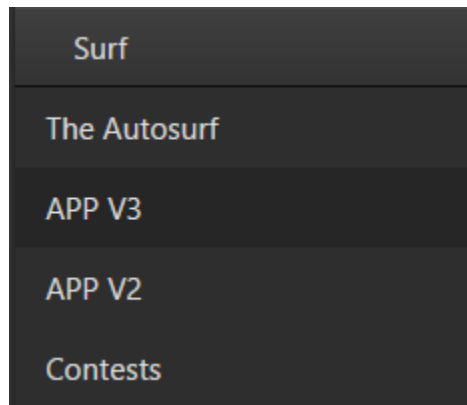 Surf
The Autosurf
APP V3
APP V2
Contests